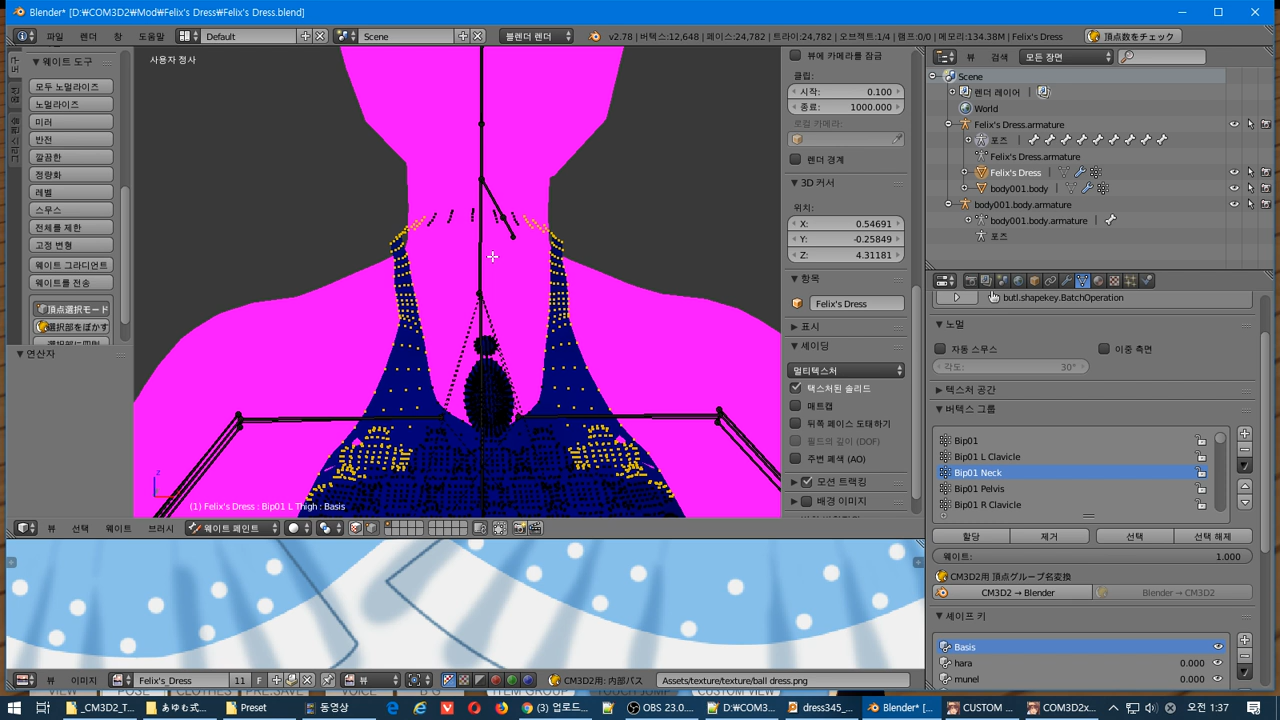 Blender* [D:₩COM3D2₩Mod₩Felix's Dress₩Felix's Dress.blend]
파일
렌더
창
도움말
Default
Scene
블렌더 렌더
v2.78 | 버텍스:12,648 | 페이스:24,782 | 트라이:24,782 | 오브젝트:1/4 | 램프:0/0 | 메모리:134.38M | Felix's Dress
頂点数をチェック
웨이트 도구
모두 노멀라이즈
노멀라이즈
미러
반전
깔끔한
정량화
레벨
스무스
전체를 제한
고정 변형
웨이트 그라디언트
웨이트를 전송
頂点選択モード
選択部をぼかす
연산자
사용자 정사
(1) Felix's Dress : Bip01 L Thigh : Basis
뷰에 카메라를 잠금
클립:
시작: 0.100
종료: 1000.000
로컬 카메라:
렌더 경계
3D 커서
위치:
X: 0.54691
Y: -0.25849
Z: 4.31181
항목
Felix's Dress
표시
셰이딩
멀티텍스처
텍스처된 솔리드
매트캡
뒤쪽 페이스 도태하기
필드의 깊이 (DOF)
주변 폐색 (AO)
모션 트랙킹
배경 이미지
뷰
선택
웨이트
브러시
웨이트 페인트
뷰
검색
모든 장면
Scene
렌더 레이어
World
Felix's Dress.armature
포즈
Felix's Dress.armature
Felix's Dress
body001.body
body001.body.armature
body001.body.armature
포즈
butl.shapekey.BatchOperation
노멀
자동 스무스
이중 측면
각도: 30°
텍스처 공간
버텍스 그룹
Bip01
Bip01 L Clavicle
Bip01 Neck
Bip01 Pelvis
Bip01 R Clavicle
할당
제거
선택
선택 해제
웨이트: 1.000
CM3D2用 頂点グループ名変換
CM3D2 → Blender
Blender → CM3D2
셰이프 키
Basis
hara 0.000
munel 0.000
뷰
이미지
Felix's_Dress
11
F
뷰
CM3D2用: 内部パス
Assets/texture/texture/ball dress.png
_CM3D2_T...
あゆむ式...
Preset
동영상
(3) 업로드...
OBS 23.0....
D:₩COM3...
dress345_...
Blender* [...
CUSTOM ...
COM3D2x...
오전 1:37